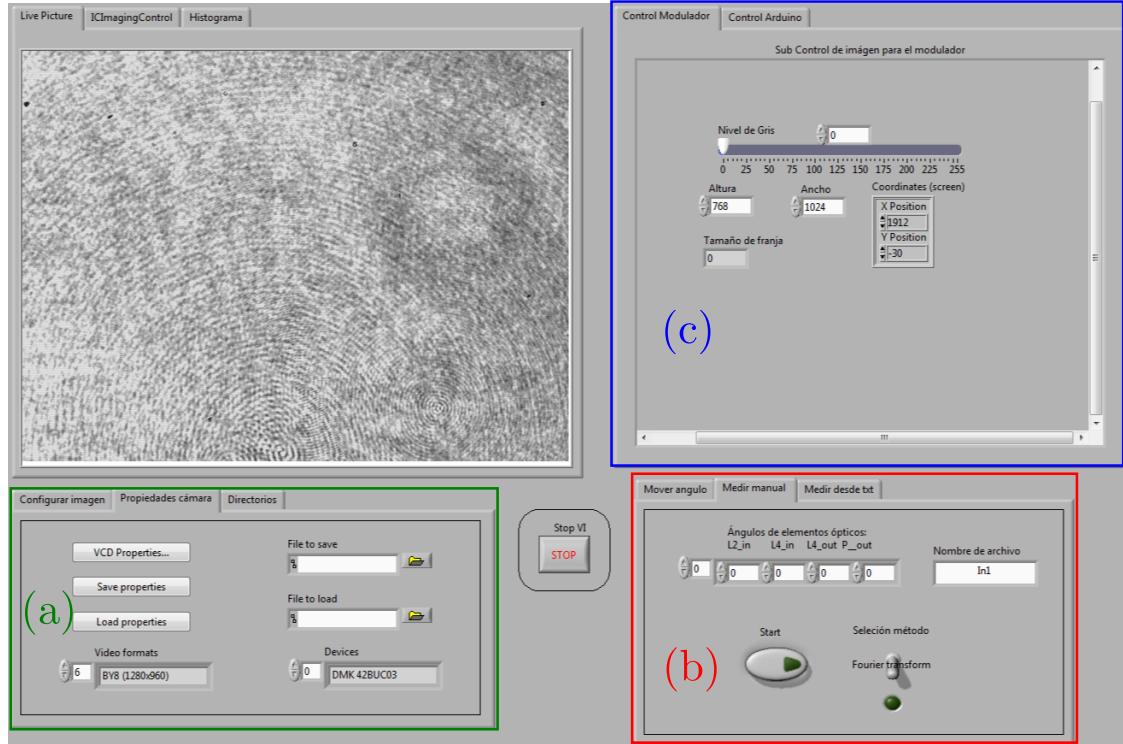 Live Picture ICImagingControl Histograma
Control Modulador Control Arduino
Sub Control de imágen para el modulador
Nivel de Gris 0
0 25 50 75 100 125 150 175 200 225 255
Altura Ancho Coordinates (screen)
768 1024 X Position
1912
Y Position
-30
Tamaño de franja
0
(c)
Configurar imagen Propiedades cámara Directorios
VCD Properties...
Save properties
Load properties
File to save
File to load
(a)
Video formats Devices
6 BY8 (1280x960) 0 DMK 42BUC03
Stop VI
STOP
Mover angulo Medir manual Medir desde txt
Ángulos de elementos ópticos:
L2_in L4_in L4_out P__out
0 0 0 0 0
Nombre de archivo
In1
Start Seleción método
Fourier transform
(b)